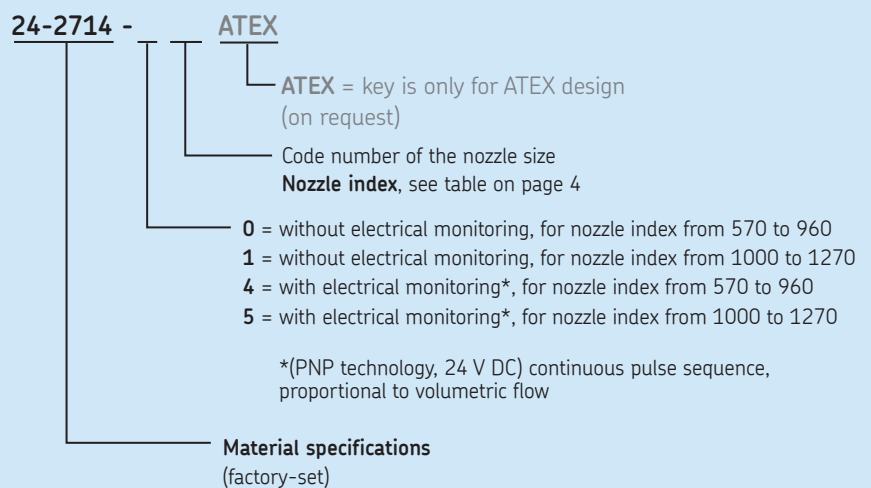 24-2714 - _ _ ATEX
ATEX = key is only for ATEX design
(on request)
Code number of the nozzle size
Nozzle index, see table on page 4
0 = without electrical monitoring, for nozzle index from 570 to 960
1 = without electrical monitoring, for nozzle index from 1000 to 1270
4 = with electrical monitoring*, for nozzle index from 570 to 960
5 = with electrical monitoring*, for nozzle index from 1000 to 1270
*(PNP technology, 24 V DC) continuous pulse sequence,
proportional to volumetric flow
Material specifications
(factory-set)